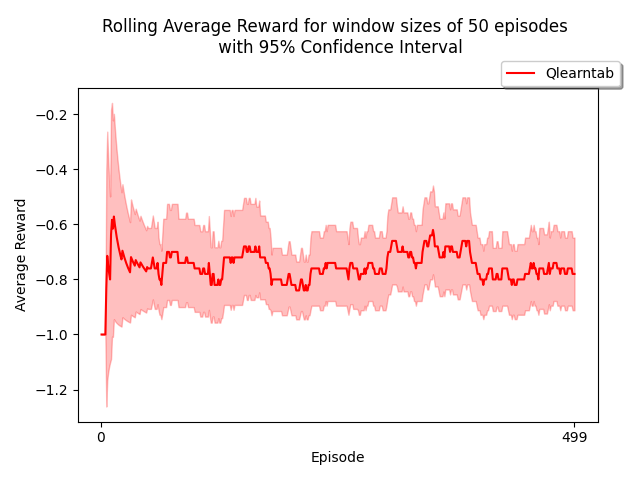 Rolling Average Reward for window sizes of 50 episodes
with 95% Confidence Interval
Qlearntab
Average Reward
−0.2
−0.4
−0.6
−0.8
−1.0
−1.2
0
499
Episode